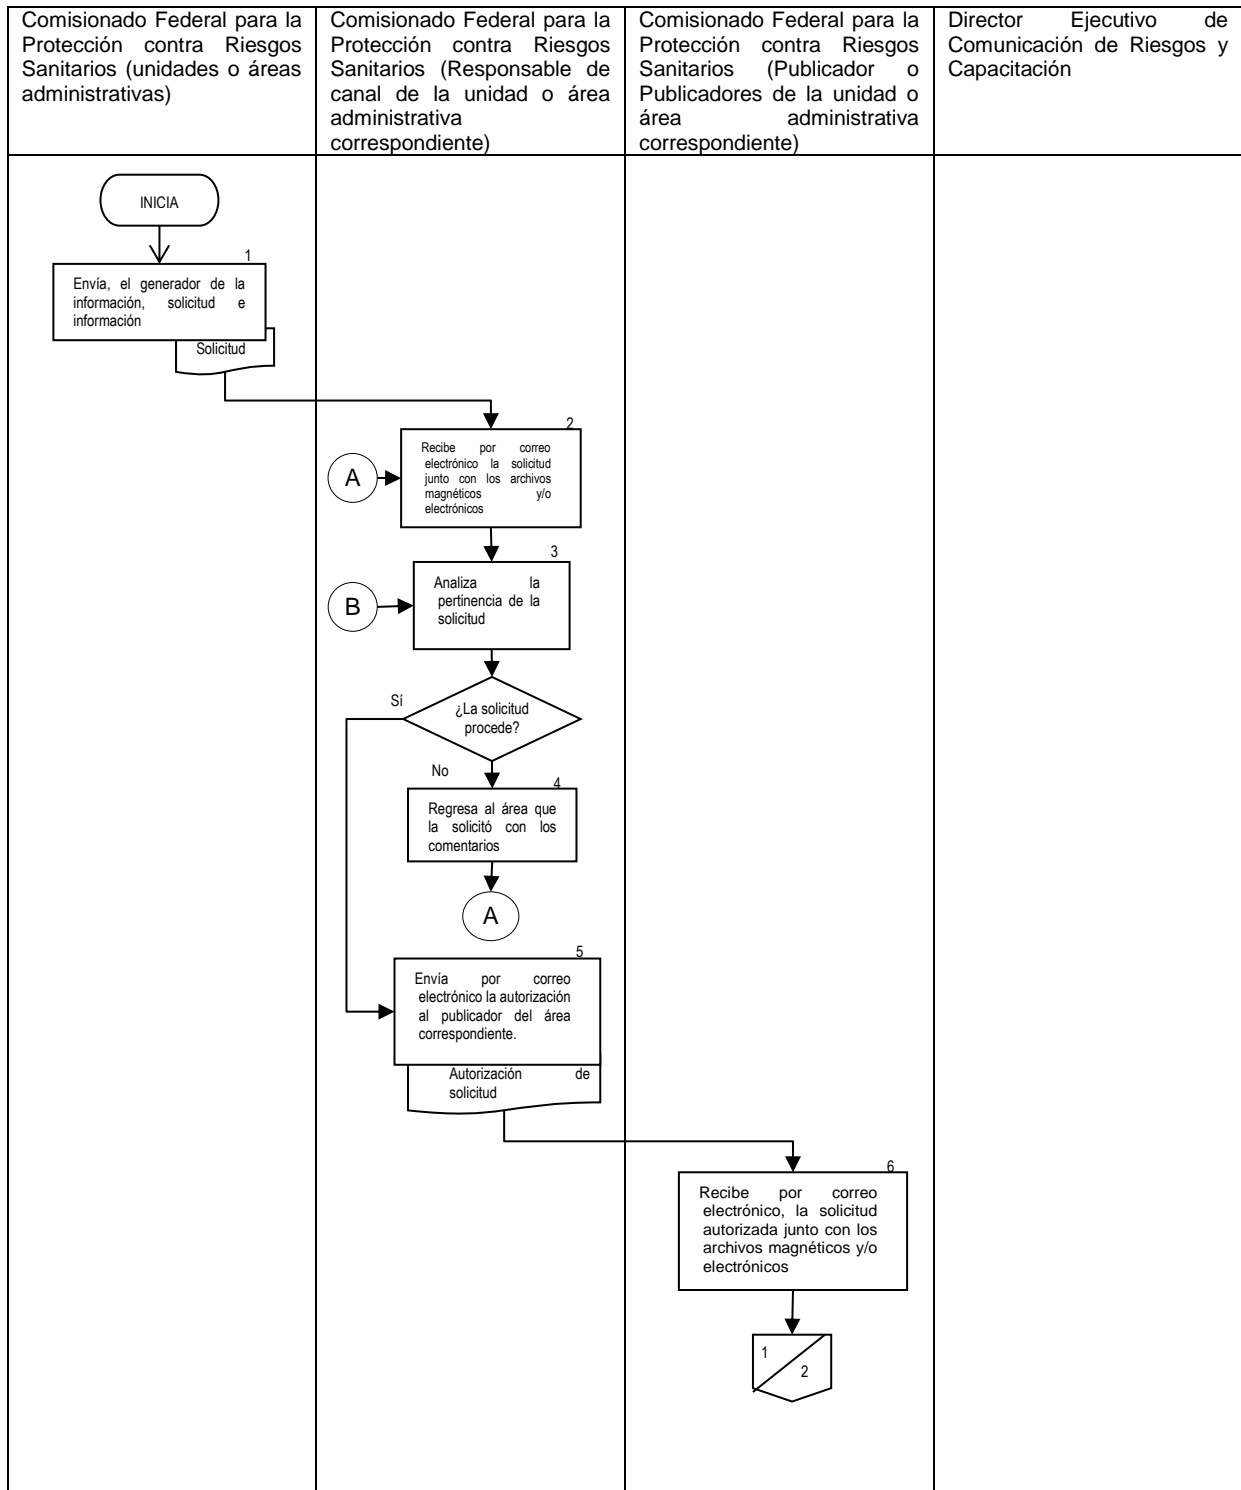 Comisionado Federal para la
Protección contra Riesgos
Sanitarios (unidades o áreas
administrativas)
Comisionado Federal para la
Protección contra Riesgos
Sanitarios (Responsable de
canal de la unidad o área
administrativa
correspondiente)
Comisionado Federal para la
Protección contra Riesgos
Sanitarios (Publicador o
Publicadores de la unidad o
área administrativa
correspondiente)
Director Ejecutivo de
Comunicación de Riesgos y
Capacitación
INICIA
1
Envía, el generador de la
información, solicitud e
información
Solicitud
2
Recibe por correo
electrónico la solicitud
junto con los archivos
magnéticos y/o
electrónicos
A
3
Analiza la
pertinencia de la
solicitud
B
Sí
¿La solicitud
procede?
No
4
Regresa al área que
la solicitó con los
comentarios
A
5
Envía por correo
electrónico la autorización
al publicador del área
correspondiente.
Autorización de
solicitud
6
Recibe por correo
electrónico, la solicitud
autorizada junto con los
archivos magnéticos y/o
electrónicos
1
2